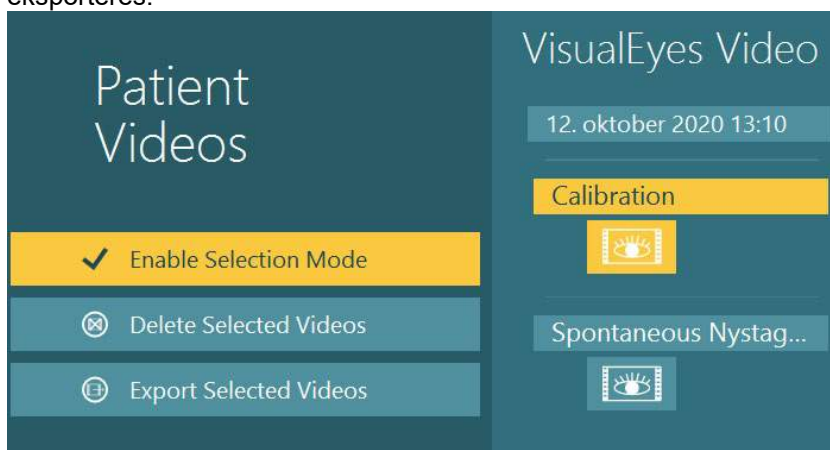 eksporteres.
Patient
Videos
Enable Selection Mode
Delete Selected Videos
Export Selected Videos
VisualEyes Video
12. oktober 2020 13:10
Calibration
Spontaneous Nystag...